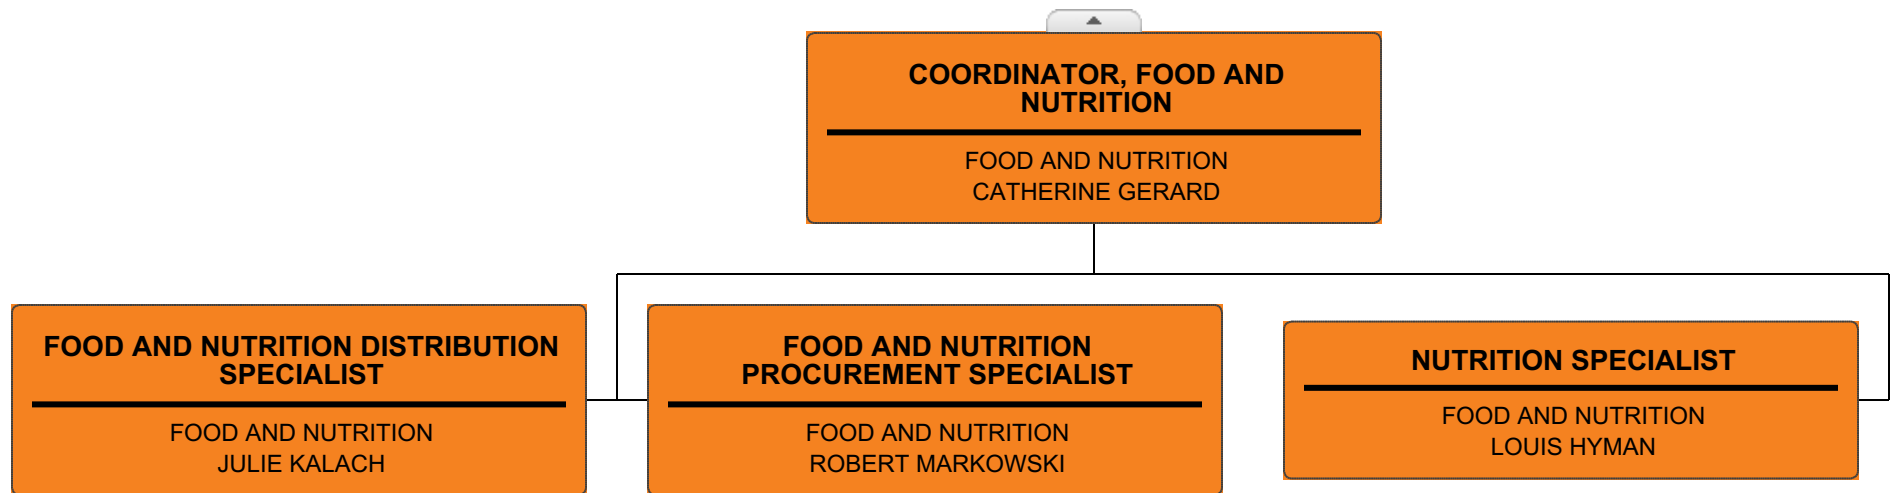 COORDINATOR, FOOD AND
NUTRITION
FOOD AND NUTRITION
CATHERINE GERARD
FOOD AND NUTRITION DISTRIBUTION
SPECIALIST
FOOD AND NUTRITION
JULIE KALACH
FOOD AND NUTRITION
PROCUREMENT SPECIALIST
FOOD AND NUTRITION
ROBERT MARKOWSKI
NUTRITION SPECIALIST
FOOD AND NUTRITION
LOUIS HYMAN